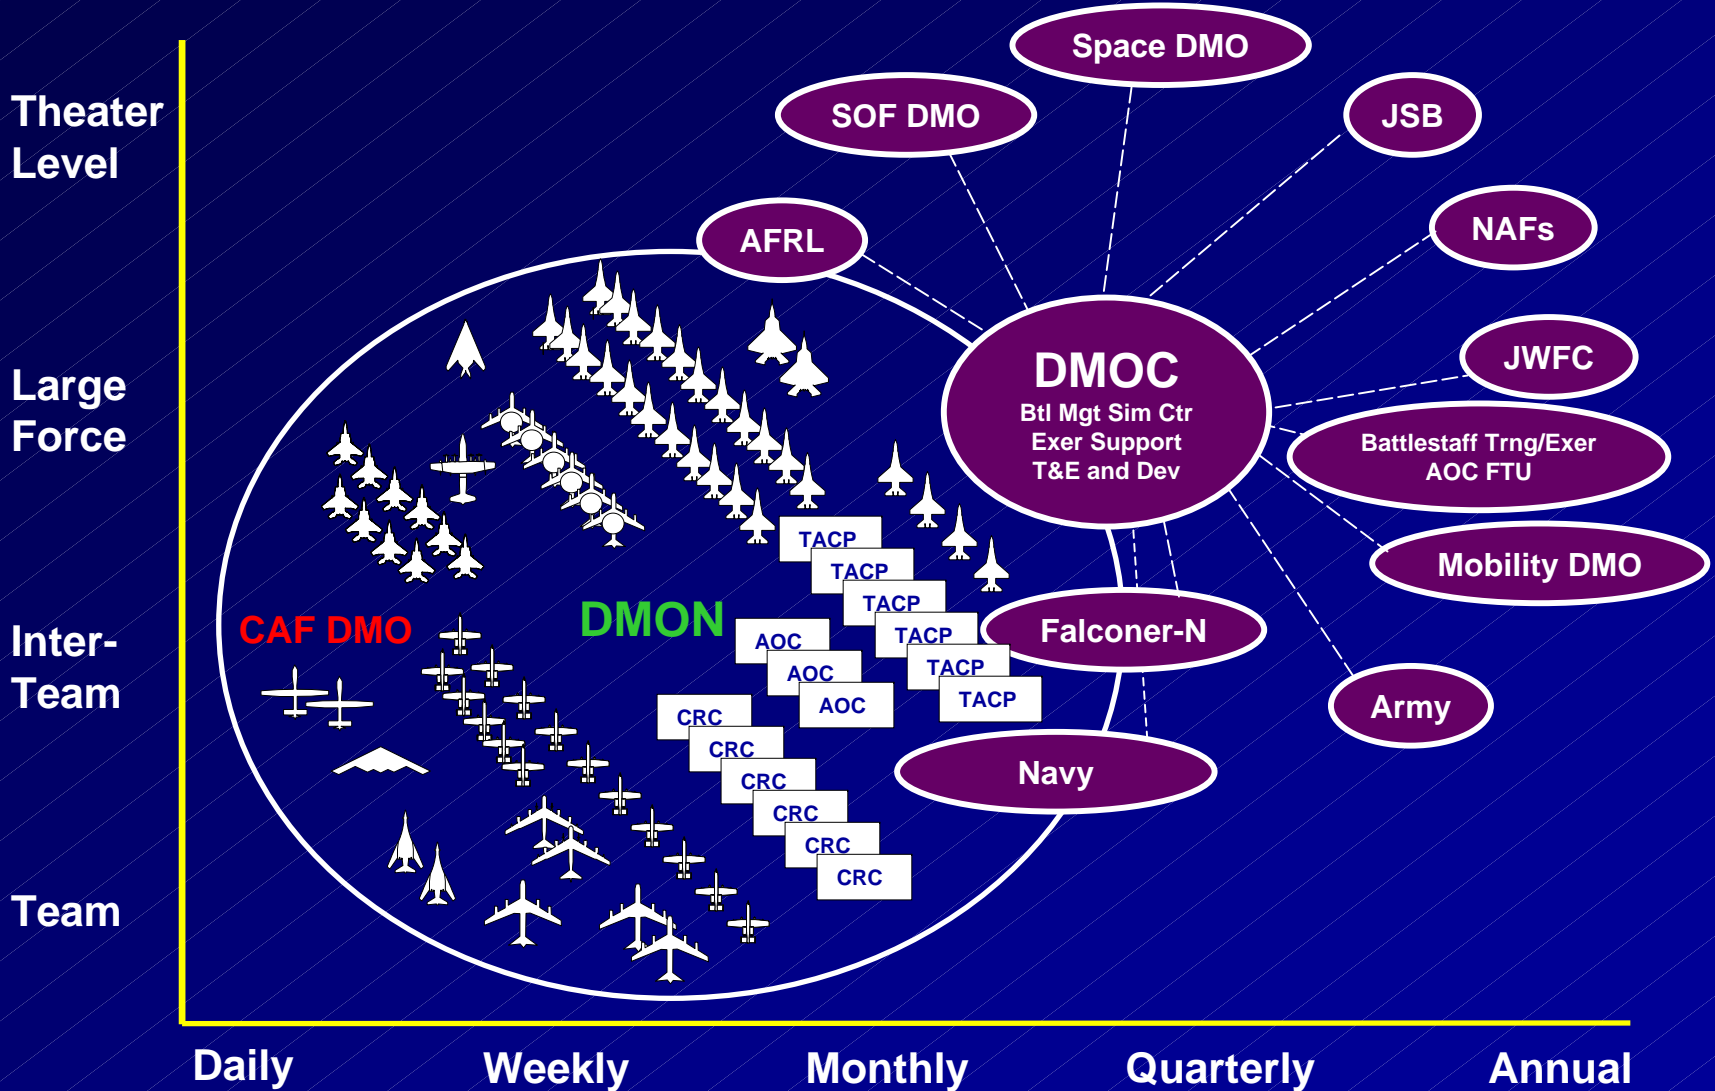 Space DMO
Theater
Level
SOF DMO
JSB
NAFs
AFRL
DMOC
Btl Mgt Sim Ctr
Exer Support
T&E and Dev
JWFC
Large
Force
Battlestaff Trng/Exer
AOC FTU
TACP
TACP
TACP
TACP
TACP
TACP
Mobility DMO
CAF DMO
DMON
AOC
AOC
AOC
Falconer-N
Inter-
Team
CRC
CRC
CRC
CRC
CRC
CRC
Army
Navy
Team
Daily
Weekly
Monthly
Quarterly
Annual